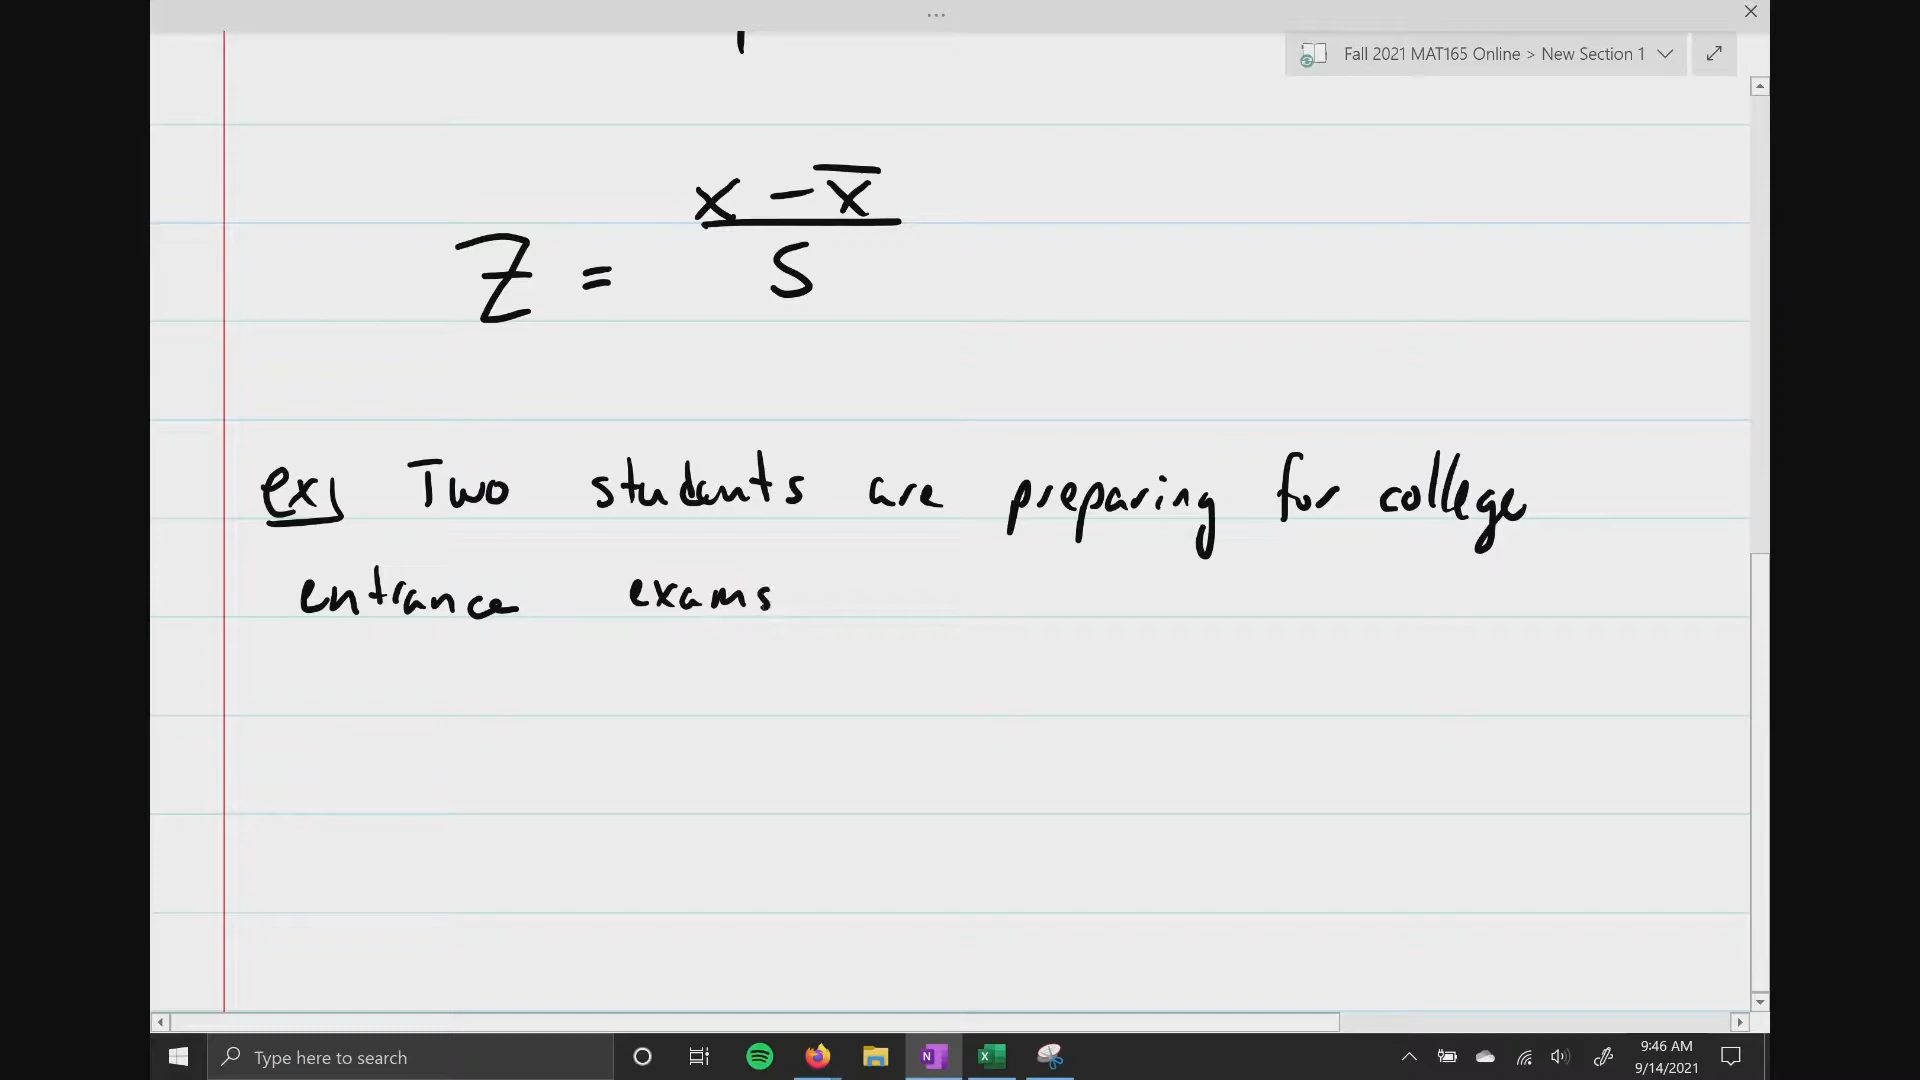 Fall 2021 MAT165 Online > New Section 1
Z = (x - x̄) / S
ex) Two students are preparing for college
entrance exams
Type here to search
9:46 AM
9/14/2021